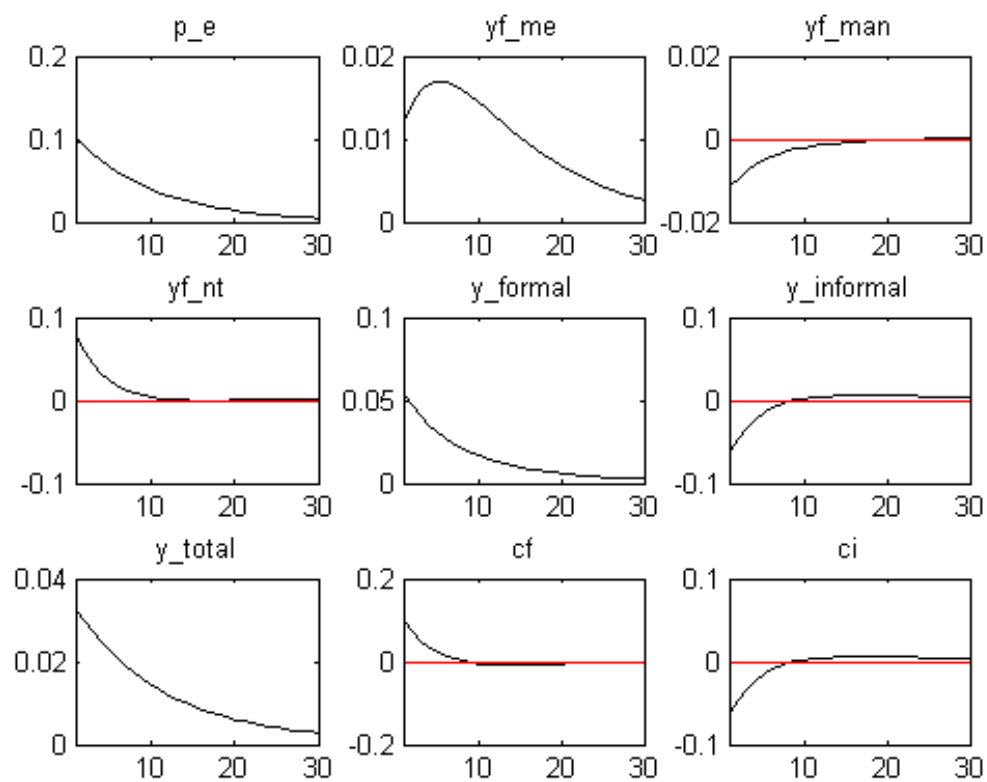 p_e yf_me yf_man
0.2 0.02 0.02
0.1 0.01 0
0 0 -0.02
10 20 30 10 20 30 10 20 30
yf_nt y_formal y_informal
0.1 0.1 0.1
0 0.05 0
-0.1 0 -0.1
10 20 30 10 20 30 10 20 30
y_total cf ci
0.04 0.2 0.1
0.02 0 0
0 -0.2 -0.1
10 20 30 10 20 30 10 20 30